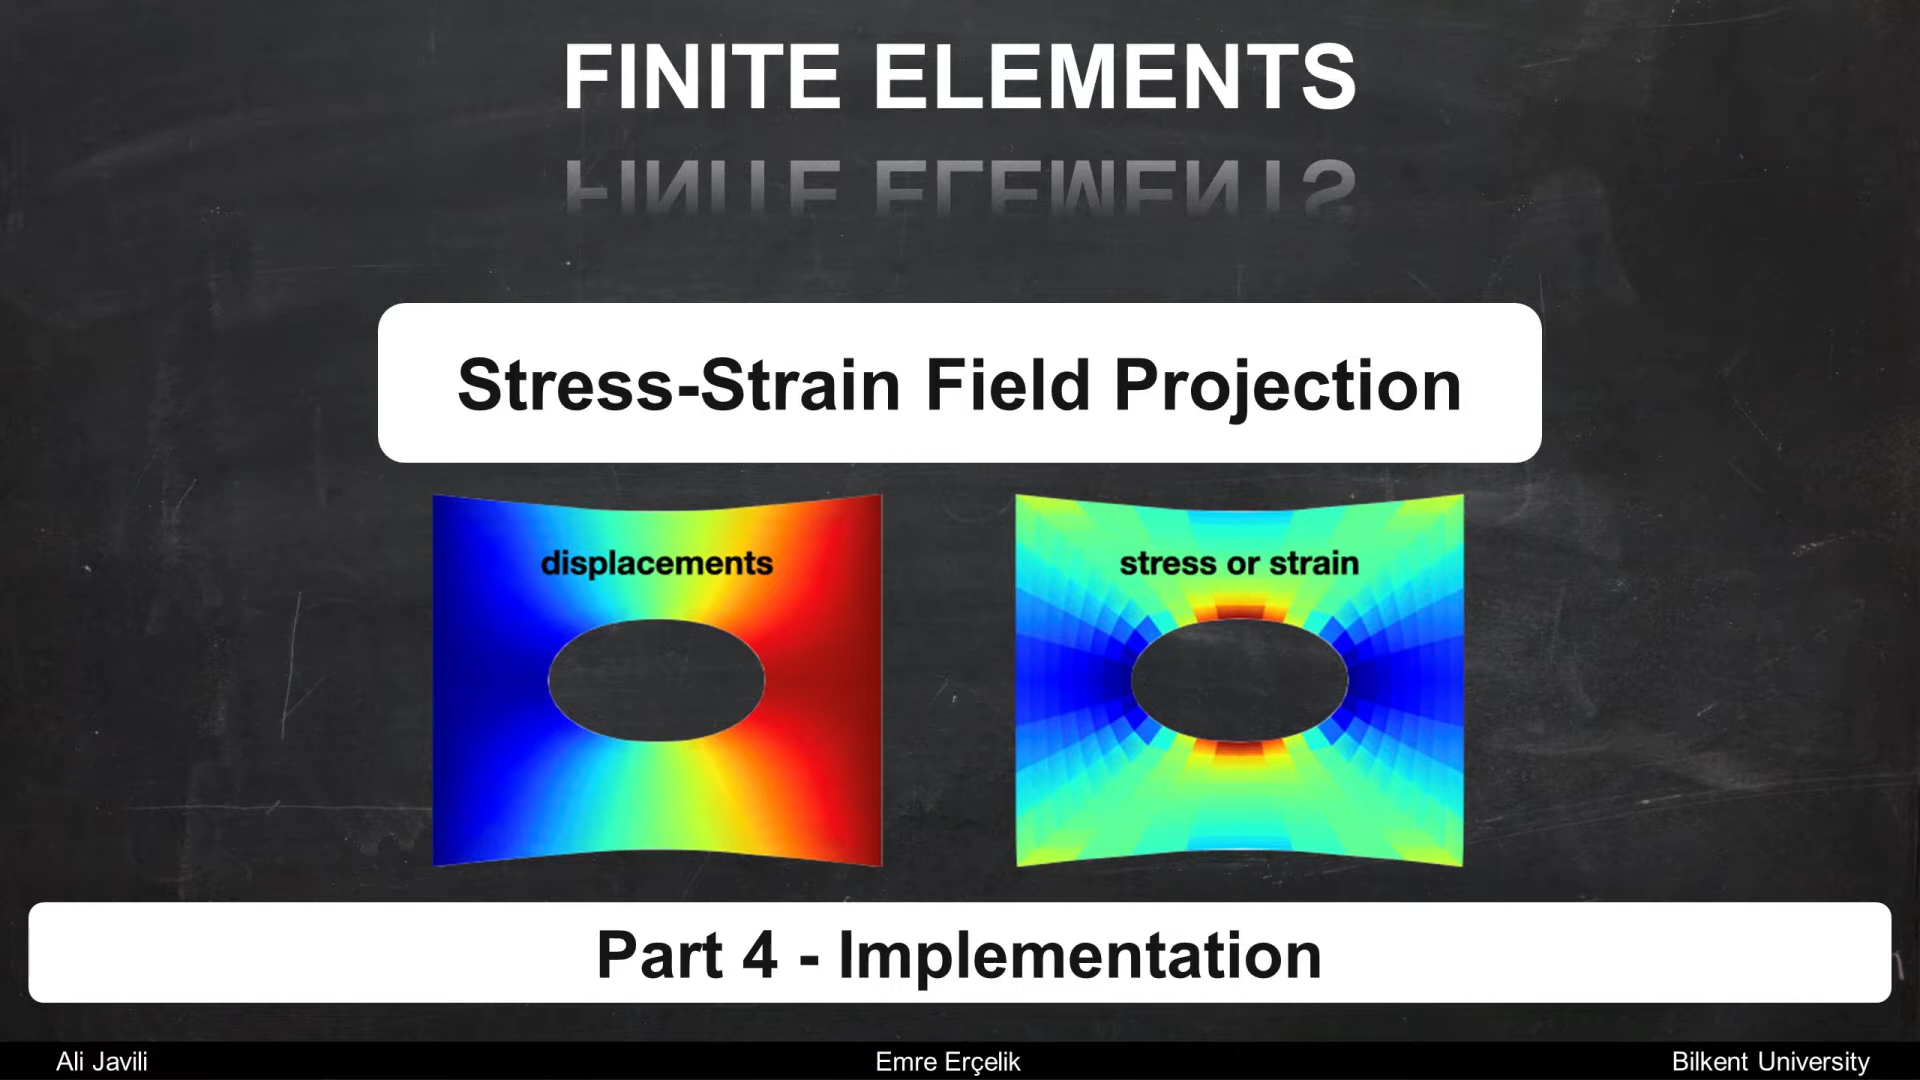 FINITE ELEMENTS
Stress-Strain Field Projection
displacements
stress or strain
Part 4 - Implementation
Ali Javili
Emre Erçelik
Bilkent University